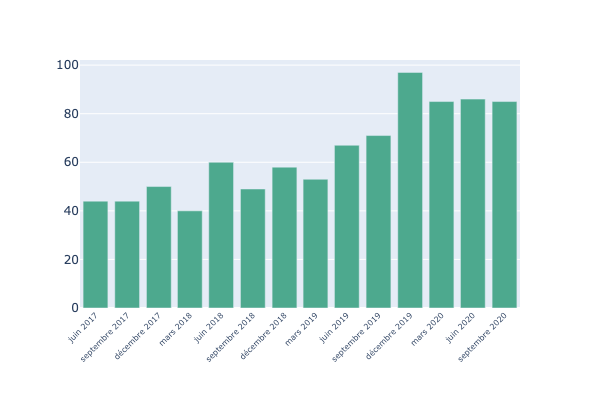 100
80
60
40
20
0
juin 2017
septembre 2017
décembre 2017
mars 2018
juin 2018
septembre 2018
décembre 2018
mars 2019
juin 2019
septembre 2019
décembre 2019
mars 2020
juin 2020
septembre 2020